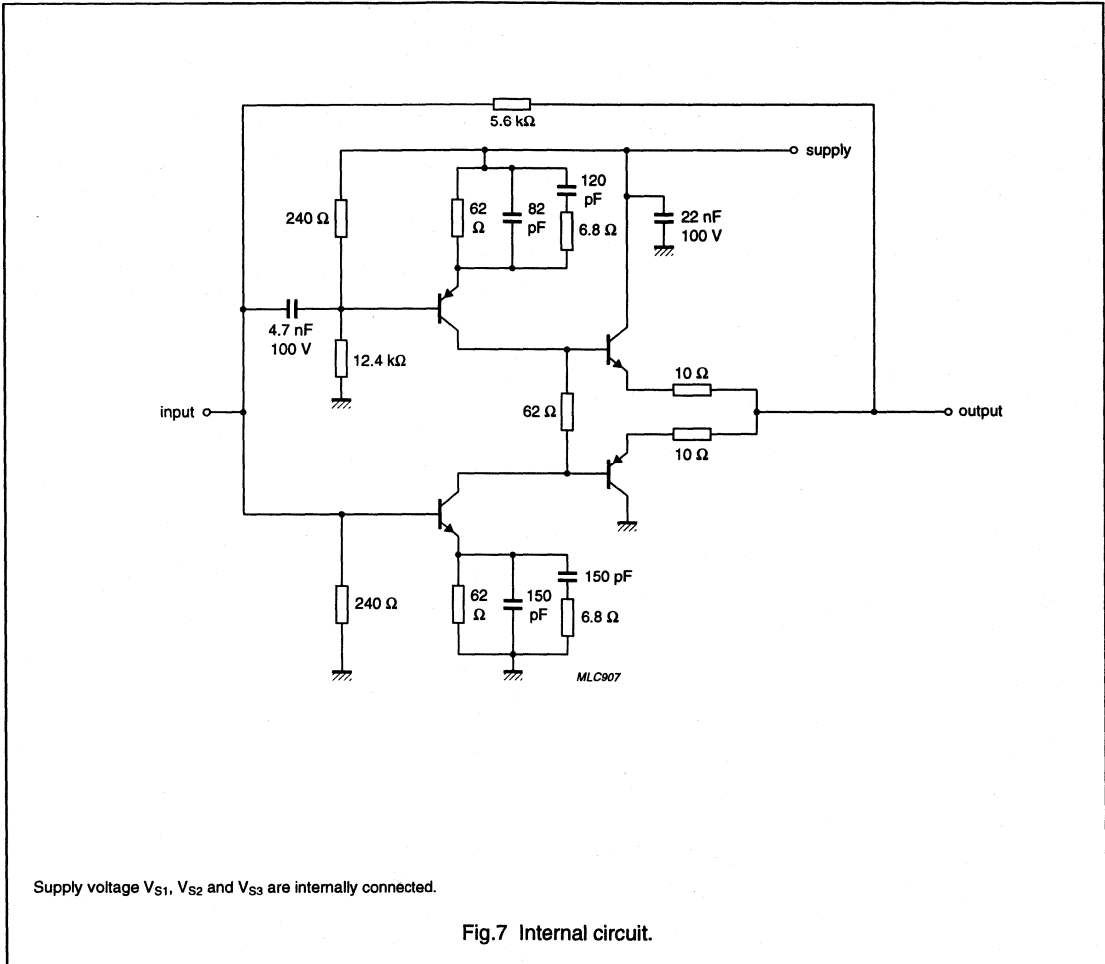 5.6 kΩ
supply
120
pF
240 Ω
62
Ω
82
pF
6.8 Ω
22 nF
100 V
4.7 nF
100 V
12.4 kΩ
10 Ω
input
62 Ω
output
10 Ω
150 pF
240 Ω
62
Ω
150
pF
6.8 Ω
MLC907
Supply voltage VS1, VS2 and VS3 are internally connected.
Fig.7 Internal circuit.